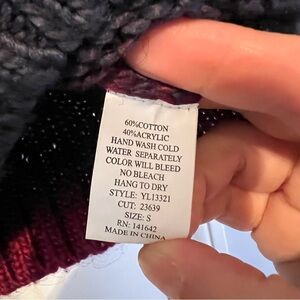 60%COTTON
40%ACRYLIC
HAND WASH COLD
WATER SEPARATELY
COLOR WILL BLEED
NO BLEACH
HANG TO DRY
STYLE: YL13321
CUT: 23639
SIZE: S
RN: 141642
MADE IN CHINA